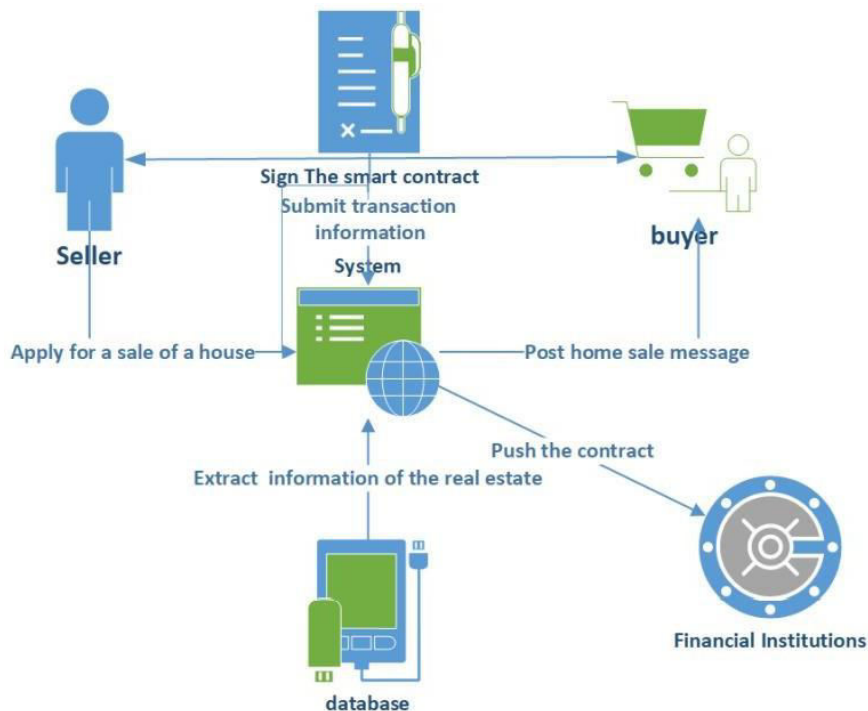 Sign The smart contract
Submit transaction
information
Seller
buyer
System
Apply for a sale of a house
Post home sale message
Push the contract
Extract information of the real estate
Financial Institutions
database